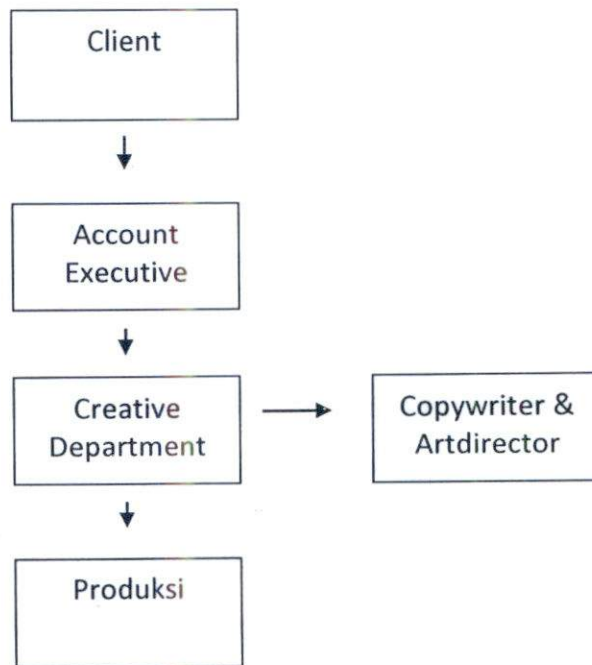 Client
Account
Executive
Creative
Department
Copywriter &
Artdirector
Produksi